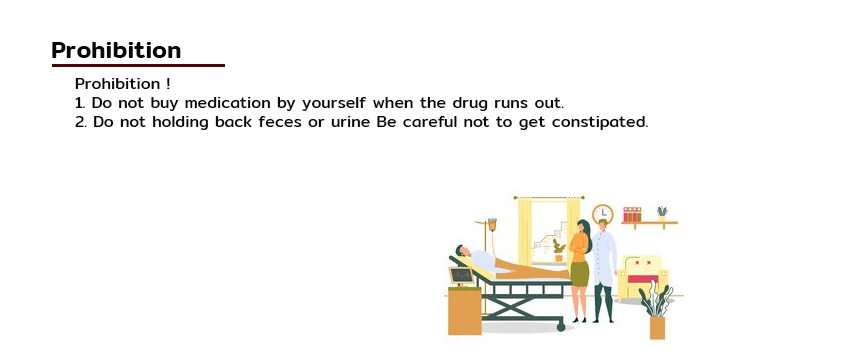 Prohibition
Prohibition !
1. Do not buy medication by yourself when the drug runs out.
2. Do not holding back feces or urine Be careful not to get constipated.